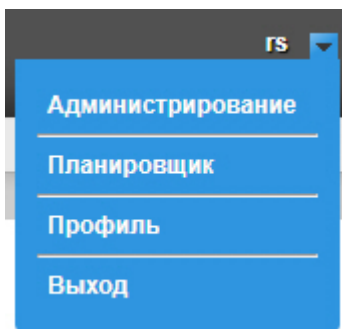 rs
Администрирование
Планировщик
Профиль
Выход